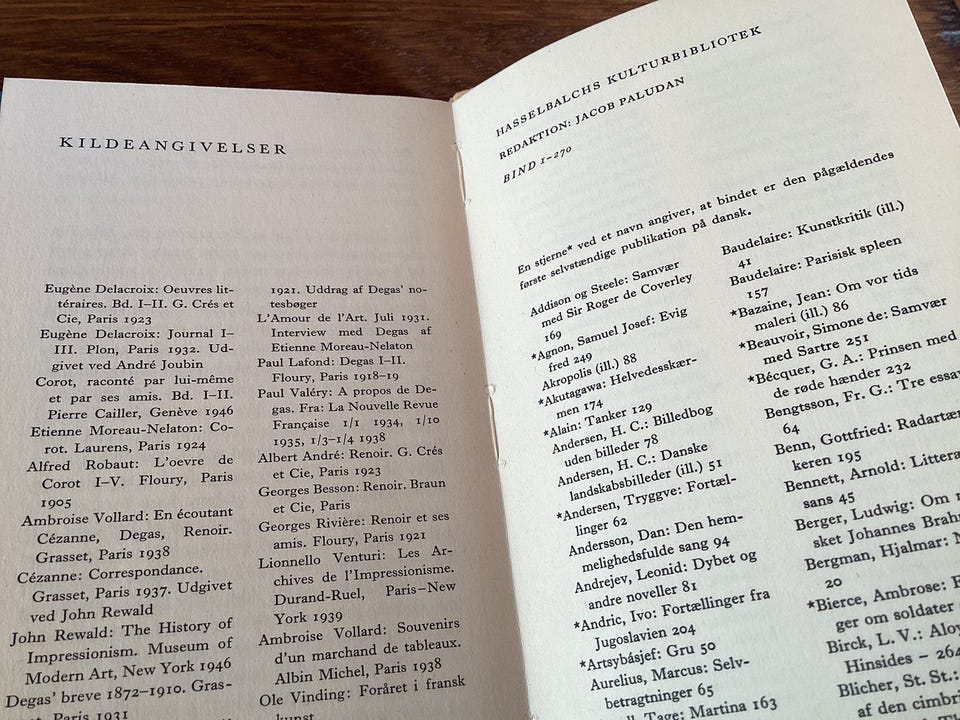 KILDEANGIVELSER
Eugène Delacroix: Oeuvres lit-
téraires. Bd. I–II. G. Crés et
Cie, Paris 1923
Eugène Delacroix: Journal I–
III. Plon, Paris 1932. Ud-
givet ved André Joubin
Corot, raconté par lui-même
et par ses amis. Bd. I–II.
Pierre Cailler, Genève 1946
Etienne Moreau-Nelaton: Co-
rot. Laurens, Paris 1924
Alfred Robaut: L'oevre de
Corot I–V. Floury, Paris
1905
Ambroise Vollard: En écoutant
Cézanne, Degas, Renoir.
Grasset, Paris 1938
Cézanne: Correspondance.
Grasset, Paris 1937. Udgivet
ved John Rewald
John Rewald: The History of
Impressionism. Museum of
Modern Art, New York 1946
Degas' breve 1872–1910. Gras-
Paris 1931
1921. Uddrag af Degas' no-
tesbøger
L'Amour de l'Art. Juli 1931.
Interview med Degas af
Etienne Moreau-Nelaton
Paul Lafond: Degas I–II.
Floury, Paris 1918–19
Paul Valéry: A propos de De-
gas. Fra: La Nouvelle Revue
Française 1/1 1934, 1/10
1935, 1/3–1/4 1938
Albert André: Renoir. G. Crés
et Cie, Paris 1923
Georges Besson: Renoir. Braun
et Cie, Paris
Georges Rivière: Renoir et ses
amis. Floury, Paris 1921
Lionnello Venturi: Les Ar-
chives de l'Impressionisme.
Durand-Ruel, Paris–New
York 1939
Ambroise Vollard: Souvenirs
d'un marchand de tableaux.
Albin Michel, Paris 1938
Ole Vinding: Foråret i fransk
kunst
HASSELBALCHS KULTURBIBLIOTEK
REDAKTION: JACOB PALUDAN
BIND 1–270
En stjerne* ved et navn angiver, at bindet er den pågældendes
første selvstændige publikation på dansk.
Addison og Steele: Samvær
med Sir Roger de Coverley
169
*Agnon, Samuel Josef: Evig
fred 249
Akropolis (ill.) 88
*Akutagawa: Helvedesskær-
men 174
*Alain: Tanker 129
Andersen, H. C.: Billedbog
uden billeder 78
Andersen, H. C.: Danske
landskabsbilleder (ill.) 51
*Andersen, Tryggve: Fortæl-
linger 62
Andersson, Dan: Den hem-
melighedsfulde sang 94
Andrejev, Leonid: Dybet og
andre noveller 81
*Andric, Ivo: Fortællinger fra
Jugoslavien 204
*Artsybásjef: Gru 50
Aurelius, Marcus: Selv-
betragtninger 65
Tage: Martina 163
Baudelaire: Kunstkritik (ill.)
41
Baudelaire: Parisisk spleen
157
*Bazaine, Jean: Om vor tids
maleri (ill.) 86
*Beauvoir, Simone de: Samvær
med Sartre 251
*Bécquer, G. A.: Prinsen med
de røde hænder 232
Bengtsson, Fr. G.: Tre essay
64
Benn, Gottfried: Radartæn
keren 195
Bennett, Arnold: Littera
sans 45
Berger, Ludwig: Om
sket Johannes Brah
Bergman, Hjalmar:
20
*Bierce, Ambrose:
ger om soldater
Birck, L. V.: Aloy
Hinsides – 264
Blicher, St. St.:
af den cimbri